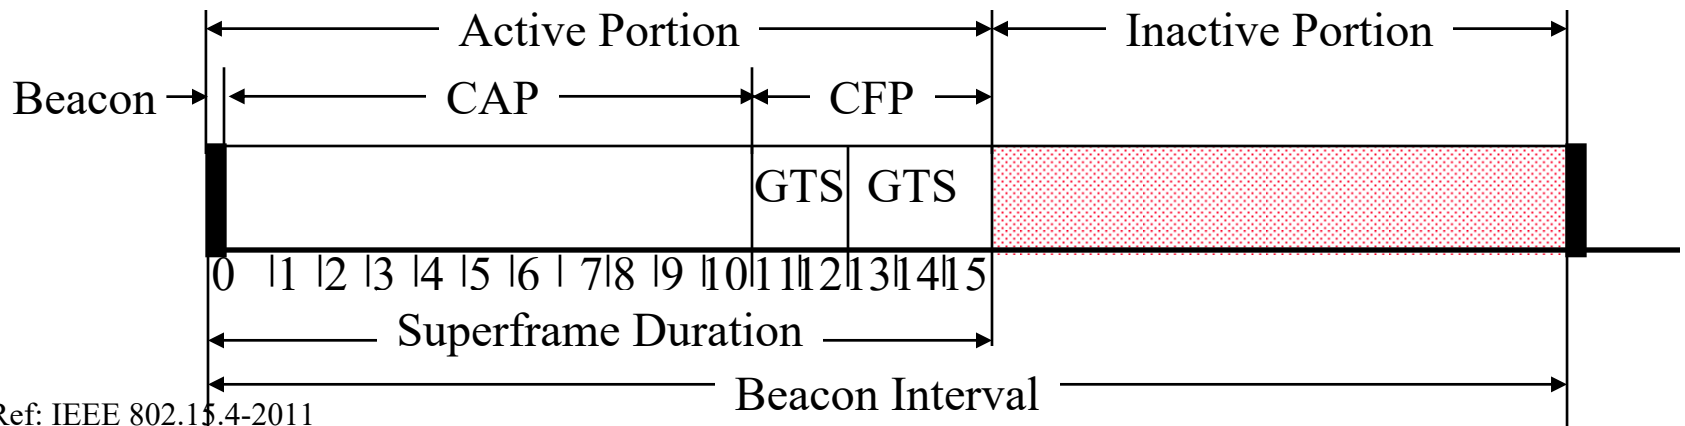 Active Portion Inactive Portion
Beacon CAP CFP
GTS GTS
0 1 2 3 4 5 6 7 8 9 10 11 12 13 14 15
Superframe Duration
Beacon Interval
Ref: IEEE 802.15.4-2011